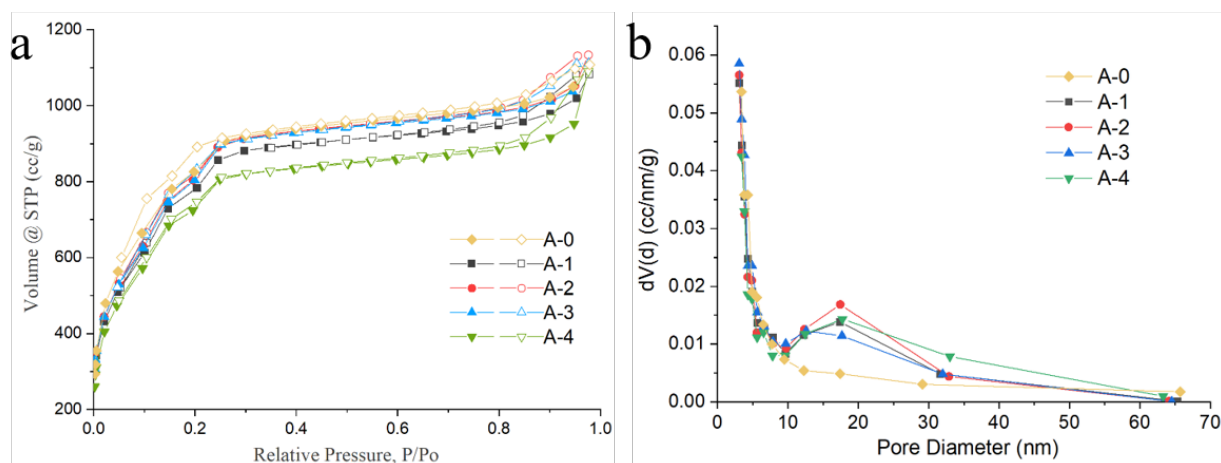 a
1200
1000
800
600
400
200
0.0 0.2 0.4 0.6 0.8 1.0
Volume @ STP (cc/g)
Relative Pressure, P/Po
A-0
A-1
A-2
A-3
A-4
b
0.06
0.05
0.04
0.03
0.02
0.01
0.00
0 10 20 30 40 50 60 70
dV(d) (cc/nm/g)
Pore Diameter (nm)
A-0
A-1
A-2
A-3
A-4